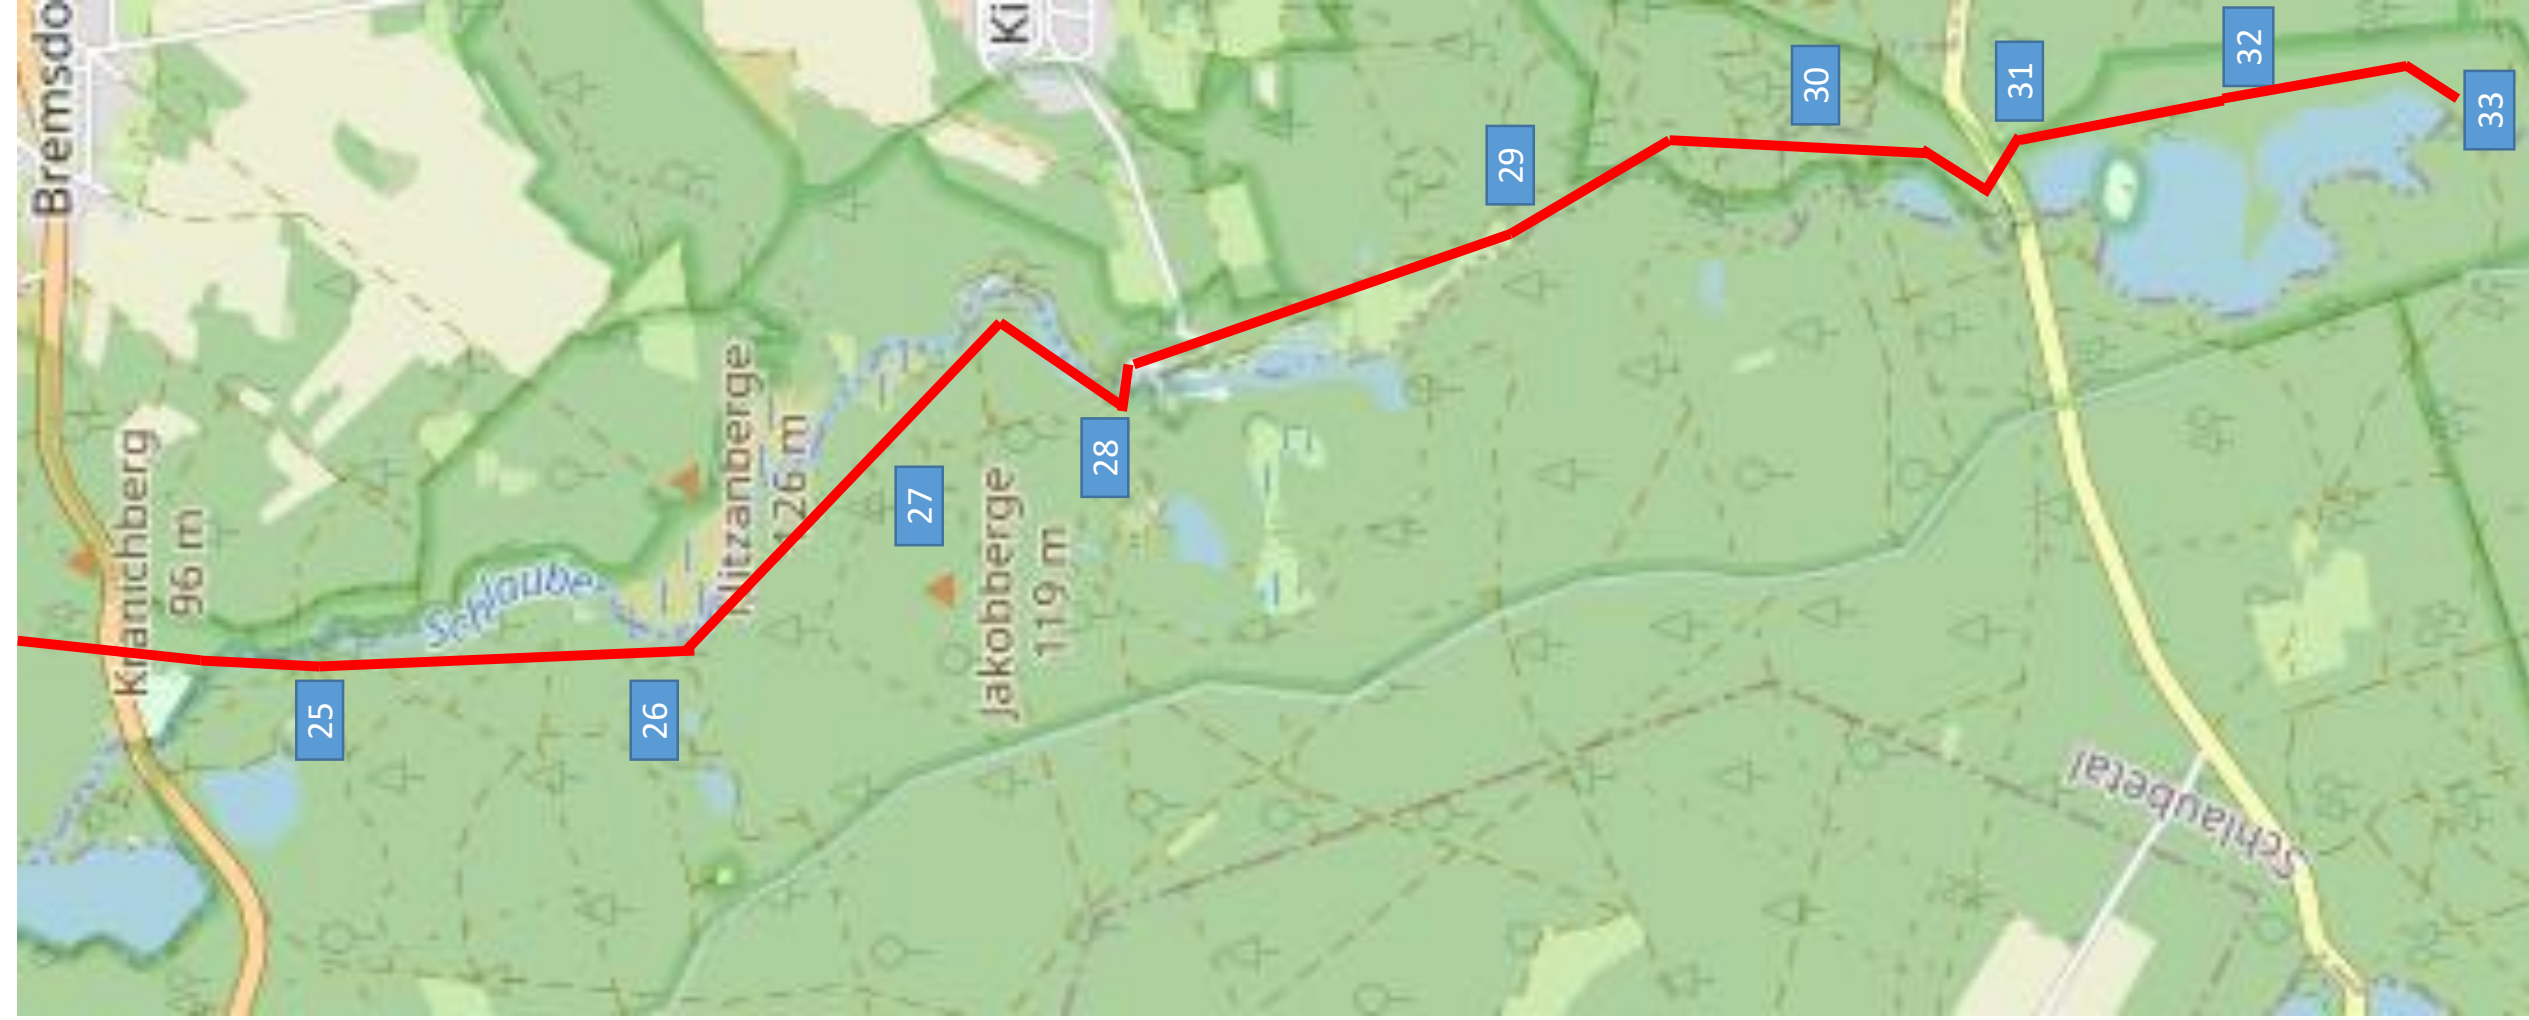 Bremsdo
Ki
Kranichberg
96 m
Schlaube
Nitzanberge
126 m
Jakobberge
119 m
Schlaubetal
25
26
27
28
29
30
31
32
33